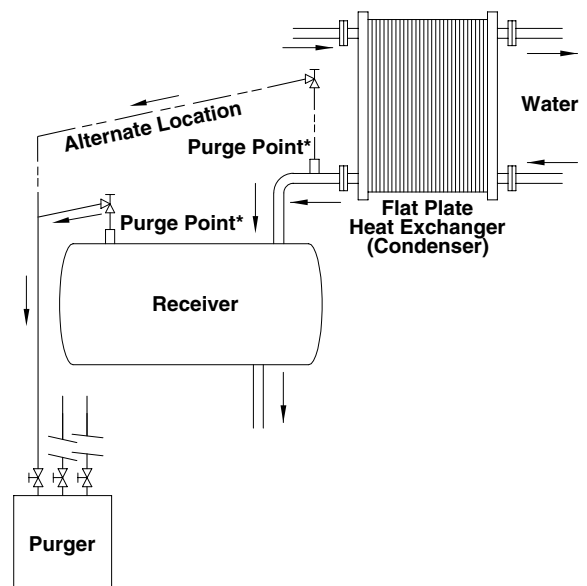 Water
Alternate Location
Purge Point*
Flat Plate
Heat Exchanger
(Condenser)
Purge Point*
Receiver
Purger